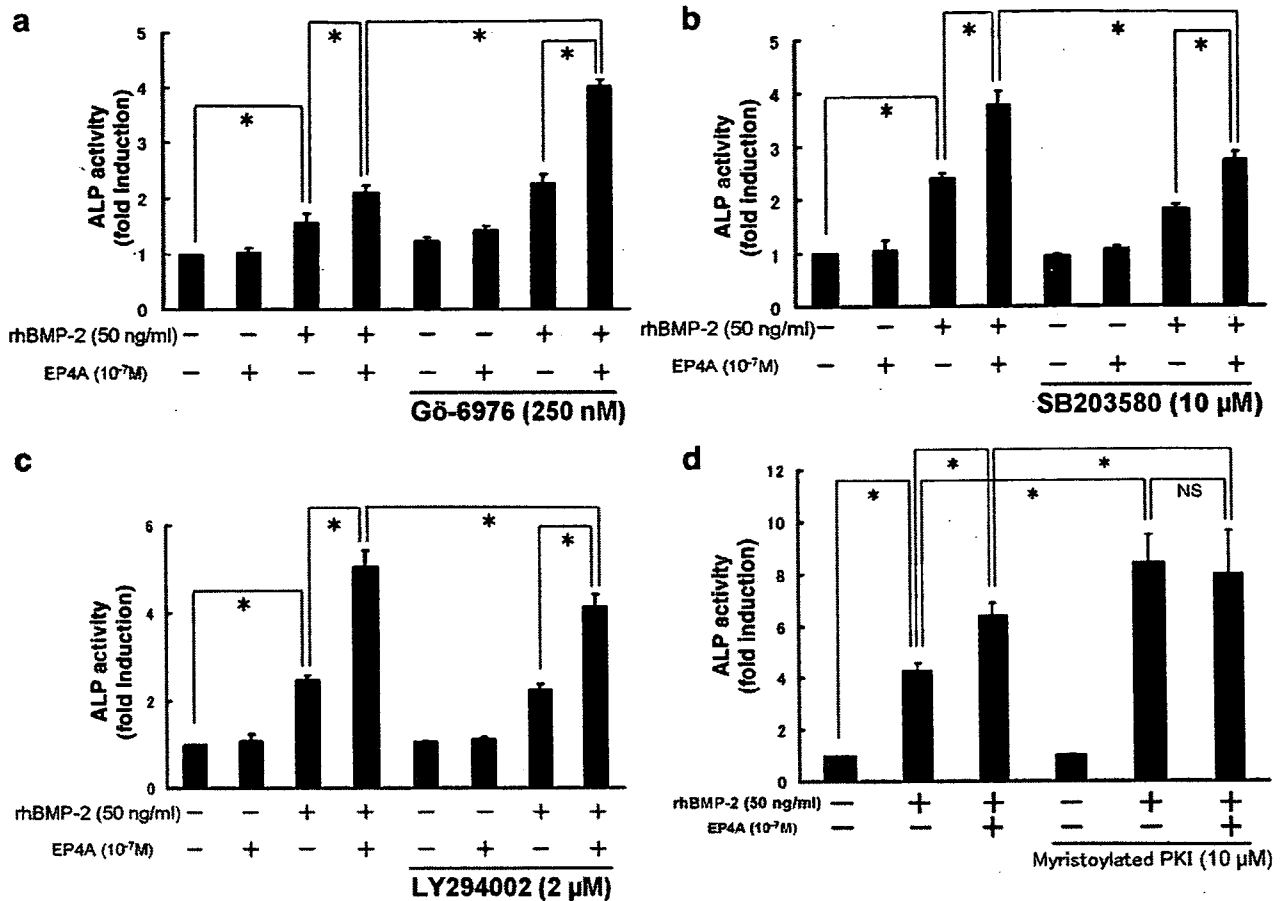 a
ALP activity
(fold Induction)
5
4
3
2
1
0
*
*
*
*
rhBMP-2 (50 ng/ml) − − + + − − + +
EP4A (10⁻⁷M) − + − + − + − +
Gö-6976 (250 nM)
b
ALP activity
(fold Induction)
5
4
3
2
1
0
*
*
*
*
rhBMP-2 (50 ng/ml) − − + + − − + +
EP4A (10⁻⁷M) − + − + − + − +
SB203580 (10 µM)
c
ALP activity
(fold Induction)
6
4
2
0
*
*
*
*
rhBMP-2 (50 ng/ml) − − + + − − + +
EP4A (10⁻⁷M) − + − + − + − +
LY294002 (2 µM)
d
ALP activity
(fold induction)
12
10
8
6
4
2
0
*
*
*
*
NS
rhBMP-2 (50 ng/ml) − + + − + +
EP4A (10⁻⁷M) − − + − − +
Myristoylated PKI (10 µM)